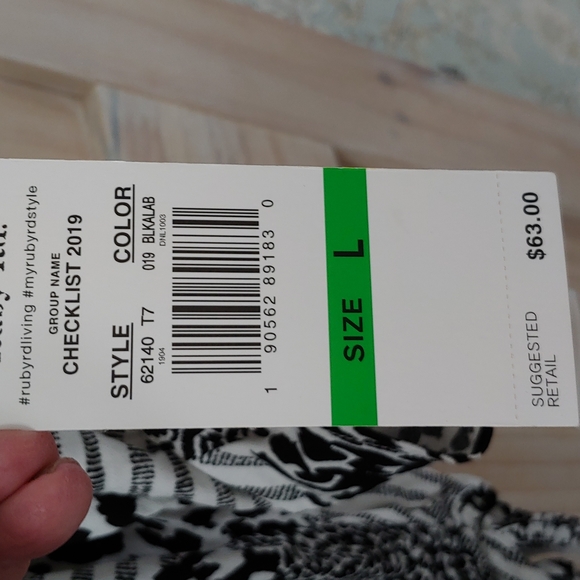 #rubyrdliving #myrubyrdstyle
GROUP NAME
CHECKLIST 2019
STYLE COLOR
62140 T7 019 BLKALAB
1904 DNL1003
1 90562 89183 0
SIZE L
SUGGESTED
RETAIL $63.00